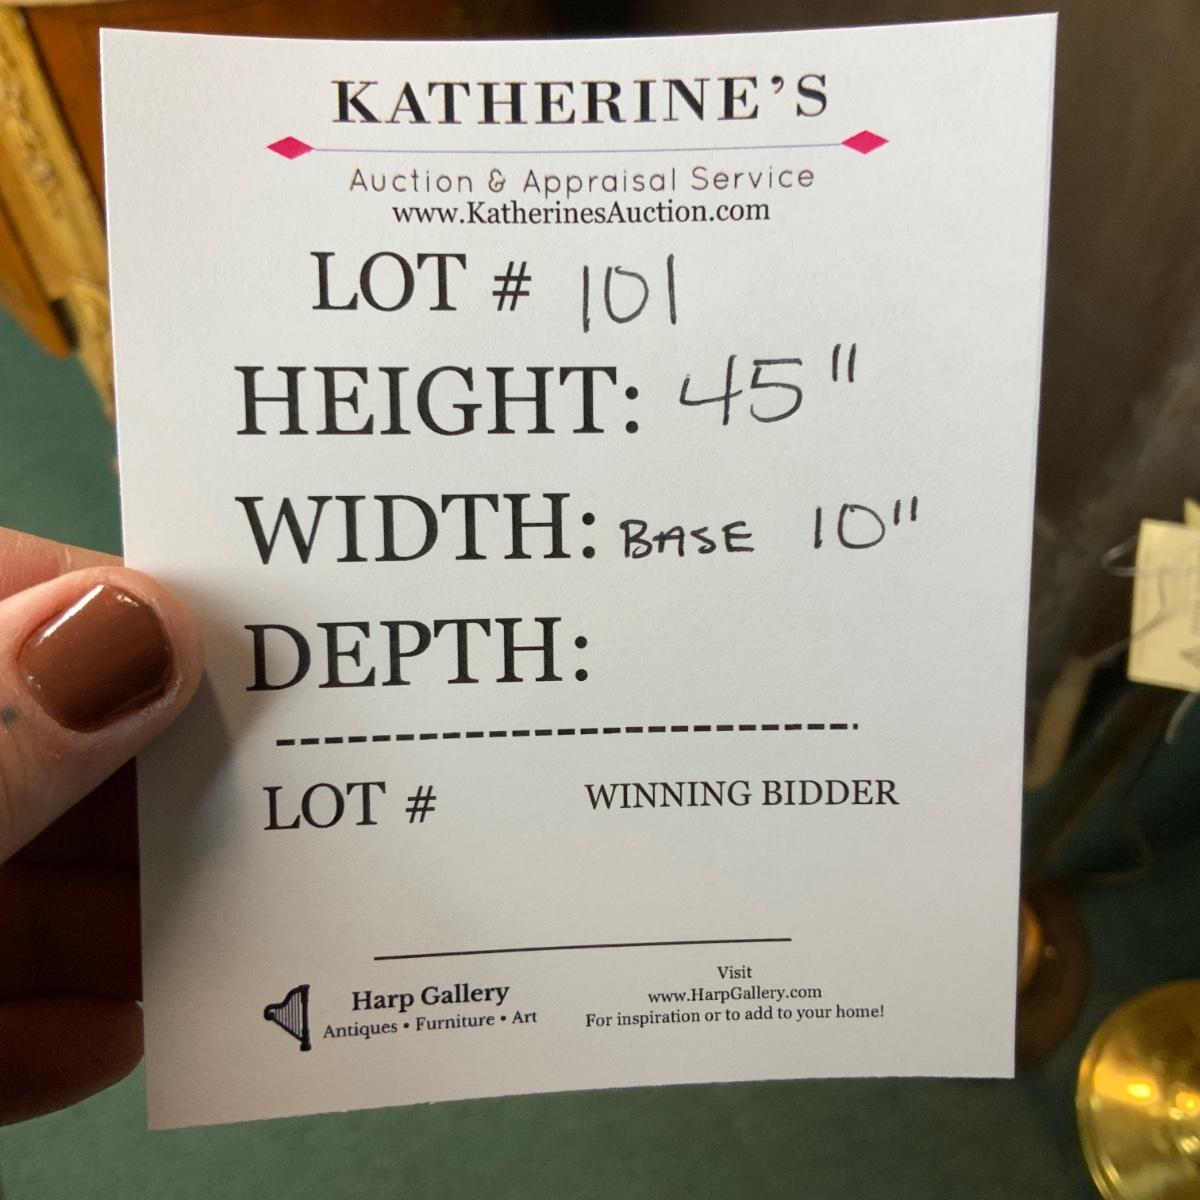 KATHERINE'S
Auction & Appraisal Service
www.KatherinesAuction.com
LOT # 101
HEIGHT: 45"
WIDTH: BASE 10"
DEPTH:
LOT # WINNING BIDDER
Harp Gallery
Antiques • Furniture • Art
Visit
www.HarpGallery.com
For inspiration or to add to your home!